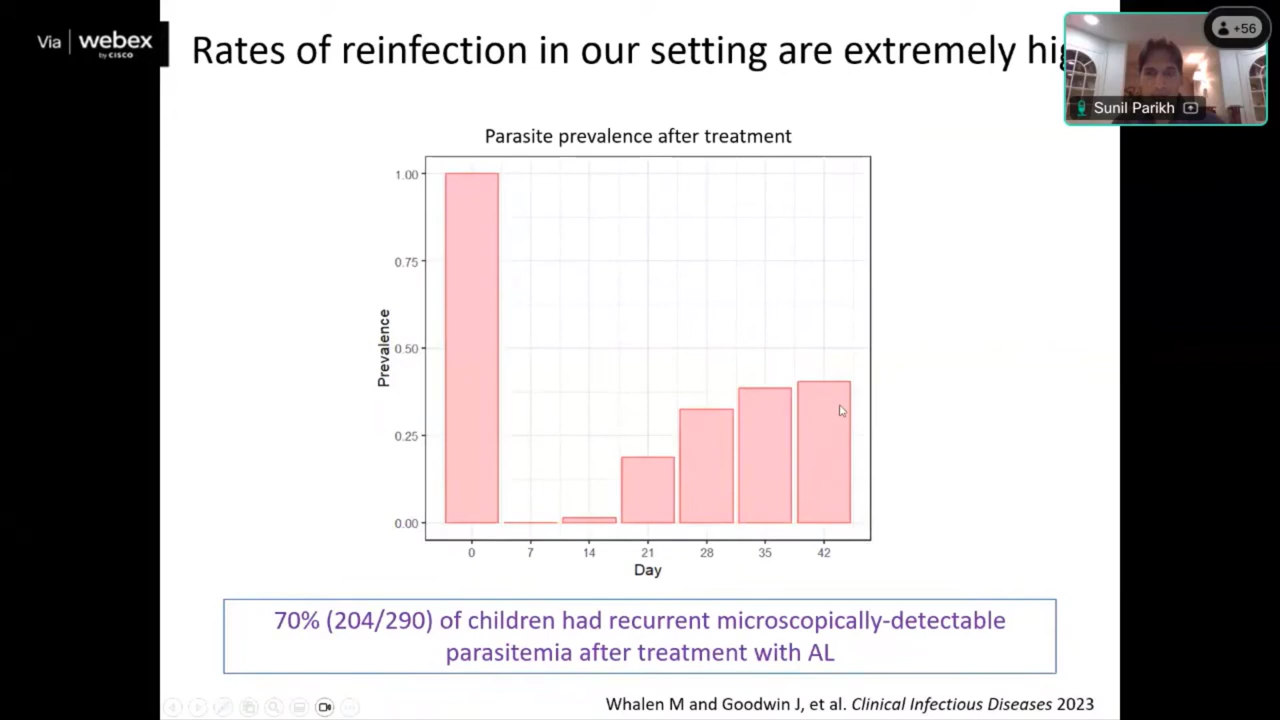 Via webex
by CISCO
Rates of reinfection in our setting are extremely hi
+56
Sunil Parikh
Parasite prevalence after treatment
1.00
0.75
0.50
0.25
0.00
Prevalence
0 7 14 21 28 35 42
Day
70% (204/290) of children had recurrent microscopically-detectable
parasitemia after treatment with AL
Whalen M and Goodwin J, et al. Clinical Infectious Diseases 2023